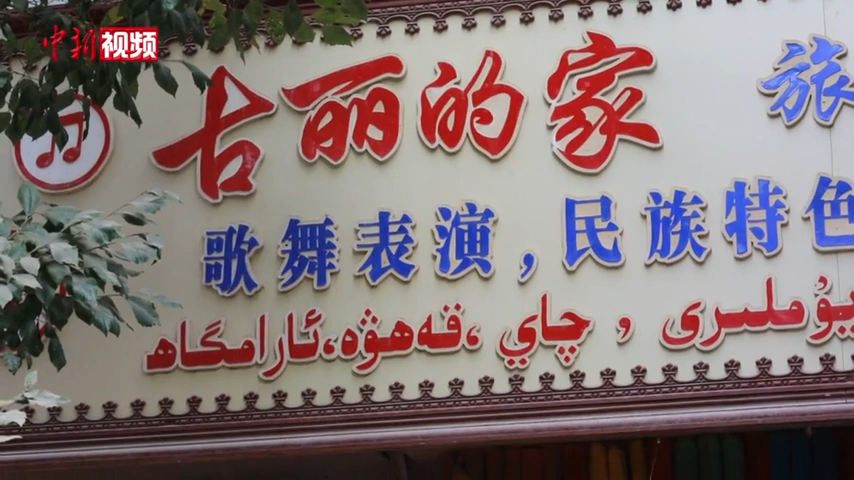 中新视频
古丽的家 旅
歌舞表演,民族特色
يۇملىرى ، چاي ،قەھۋە،ئارامگاھ